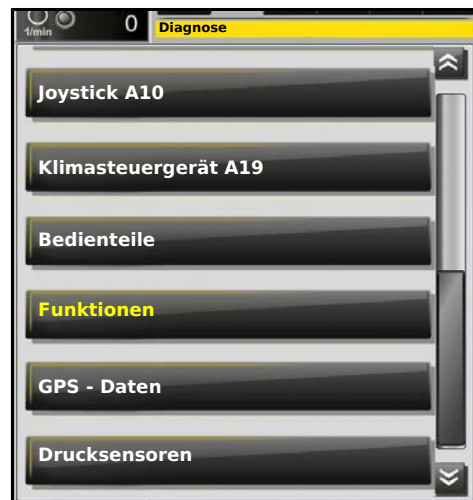 1/min 0 Diagnose
Joystick A10
Klimasteuergerät A19
Bedienteile
Funktionen
GPS - Daten
Drucksensoren